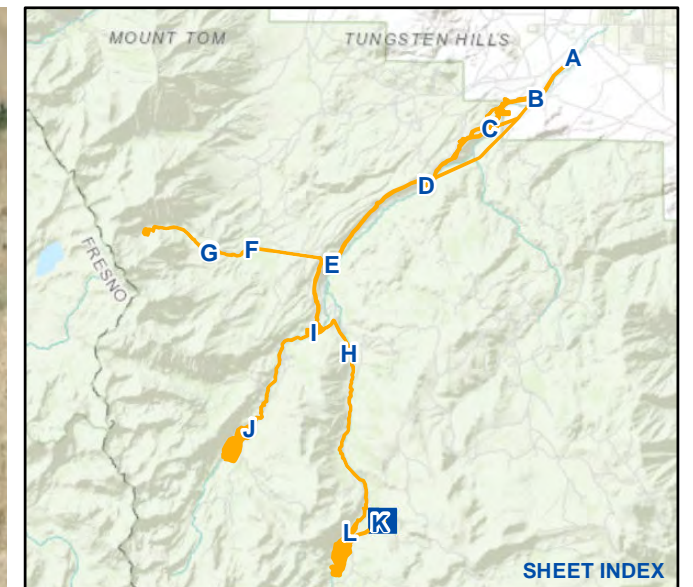 MOUNT TOM
TUNGSTEN HILLS
A
B
C
D
G
F
E
FRESNO
I
H
J
K
L
SHEET INDEX